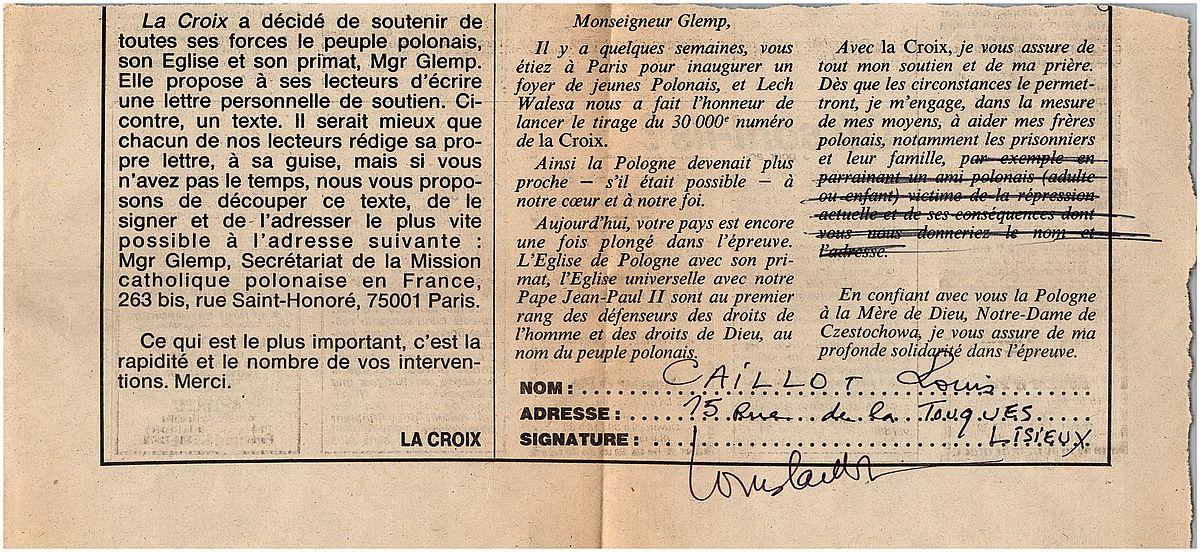 La Croix a décidé de soutenir de
toutes ses forces le peuple polonais,
son Eglise et son primat, Mgr Glemp.
Elle propose à ses lecteurs d'écrire
une lettre personnelle de soutien. Ci-
contre, un texte. Il serait mieux que
chacun de nos lecteurs rédige sa pro-
pre lettre, à sa guise, mais si vous
n'avez pas le temps, nous vous propo-
sons de découper ce texte, de le
signer et de l'adresser le plus vite
possible à l'adresse suivante :
Mgr Glemp, Secrétariat de la Mission
catholique polonaise en France,
263 bis, rue Saint-Honoré, 75001 Paris.
Ce qui est le plus important, c'est la
rapidité et le nombre de vos interven-
tions. Merci.
LA CROIX
Monseigneur Glemp,
Il y a quelques semaines, vous
étiez à Paris pour inaugurer un
foyer de jeunes Polonais, et Lech
Walesa nous a fait l'honneur de
lancer le tirage du 30 000e numéro
de la Croix.
Ainsi la Pologne devenait plus
proche — s'il était possible — à
notre cœur et à notre foi.
Aujourd'hui, votre pays est encore
une fois plongé dans l'épreuve.
L'Eglise de Pologne avec son pri-
mat, l'Eglise universelle avec notre
Pape Jean-Paul II sont au premier
rang des défenseurs des droits de
l'homme et des droits de Dieu, au
nom du peuple polonais.
Avec la Croix, je vous assure de
tout mon soutien et de ma prière.
Dès que les circonstances le permet-
tront, je m'engage, dans la mesure
de mes moyens, à aider mes frères
polonais, notamment les prisonniers
et leur famille, par exemple en
parrainant un ami polonais (adulte
ou enfant) victime de la répression
actuelle et de ses conséquences dont
vous nous donneriez le nom et
l'adresse.
En confiant avec vous la Pologne
à la Mère de Dieu, Notre-Dame de
Czestochowa, je vous assure de ma
profonde solidarité dans l'épreuve.
NOM : CAILLOT Louis
ADRESSE : 15 Rue de la TOUQUES
SIGNATURE : LISIEUX
Louis Caillot